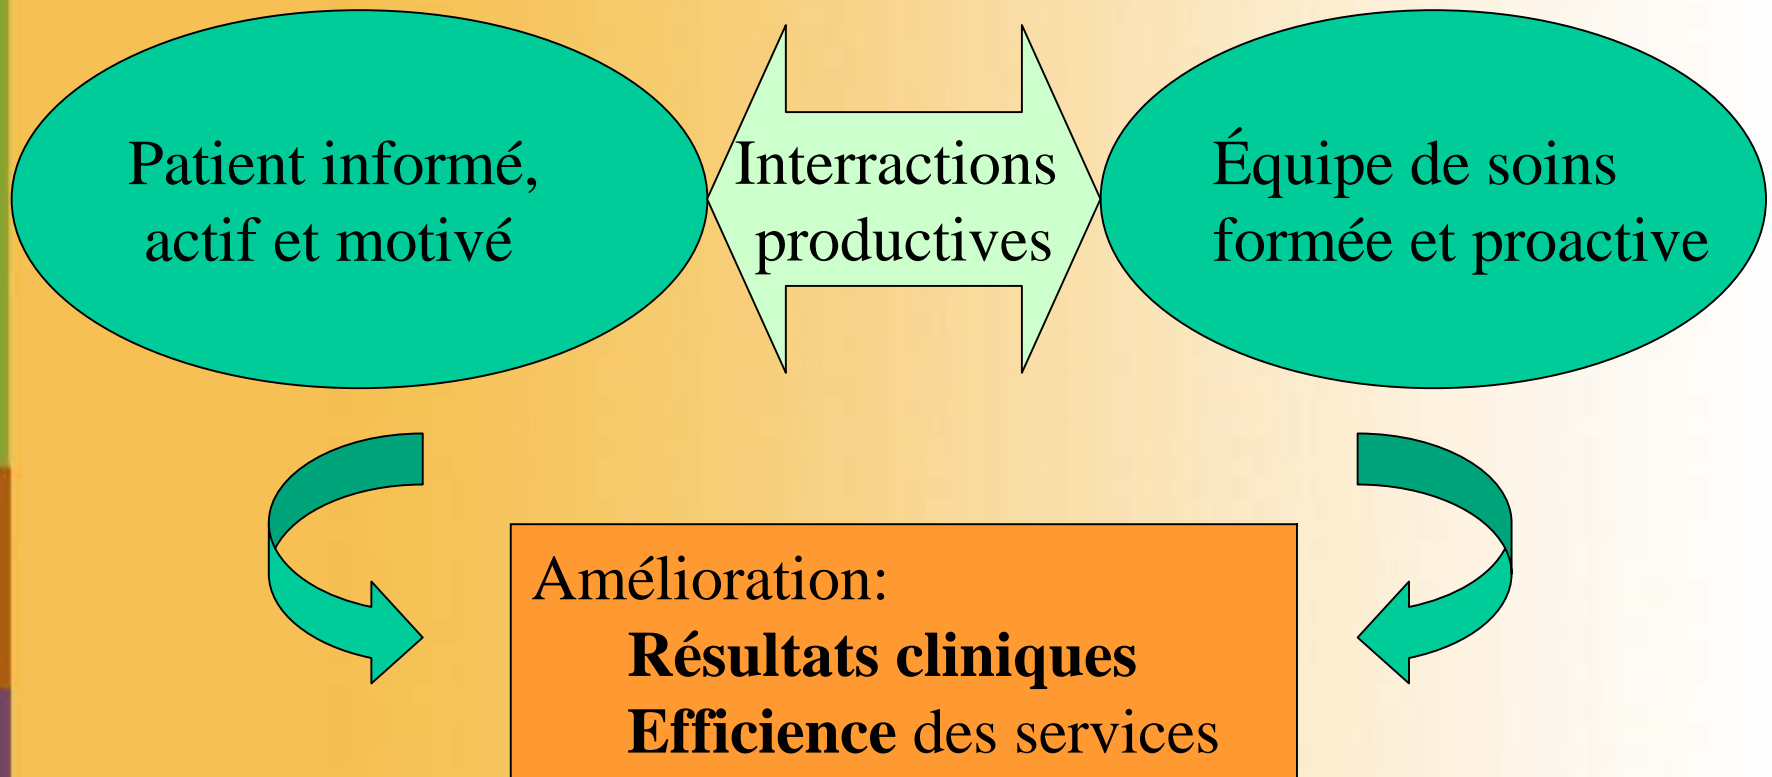 Patient informé,
actif et motivé
Interractions
productives
Équipe de soins
formée et proactive
Amélioration:
Résultats cliniques
Efficience des services